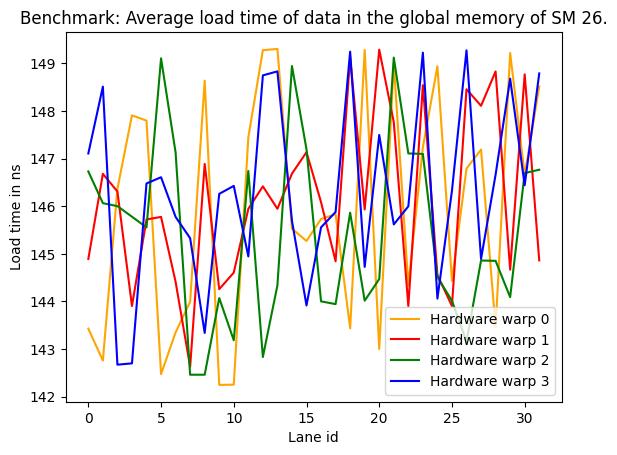 Benchmark: Average load time of data in the global memory of SM 26.
149
148
147
146
145
144
143
142
Load time in ns
0 5 10 15 20 25 30
Lane id
Hardware warp 0
Hardware warp 1
Hardware warp 2
Hardware warp 3